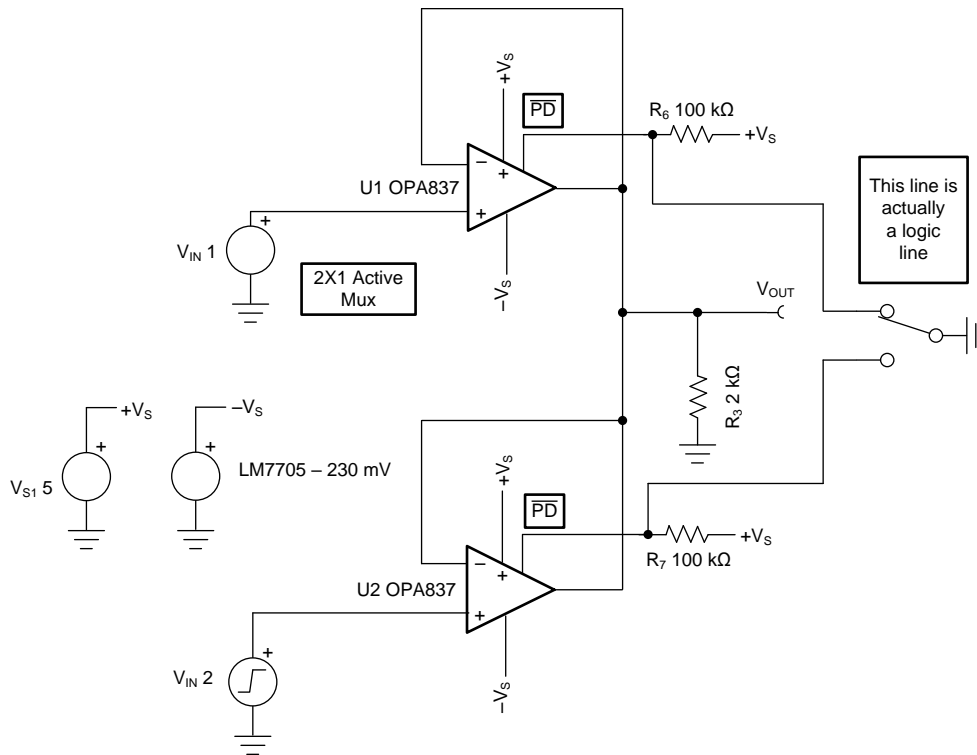 +Vs
PD
R6 100 kΩ
+Vs
−
+
U1 OPA837
+
This line is
actually
a logic
line
+
VIN 1
2X1 Active
Mux
−Vs
VOUT
R3 2 kΩ
+Vs
−Vs
+
+
VS1 5
LM7705 – 230 mV
+Vs
PD
+Vs
R7 100 kΩ
−
+
U2 OPA837
+
+
VIN 2
−Vs